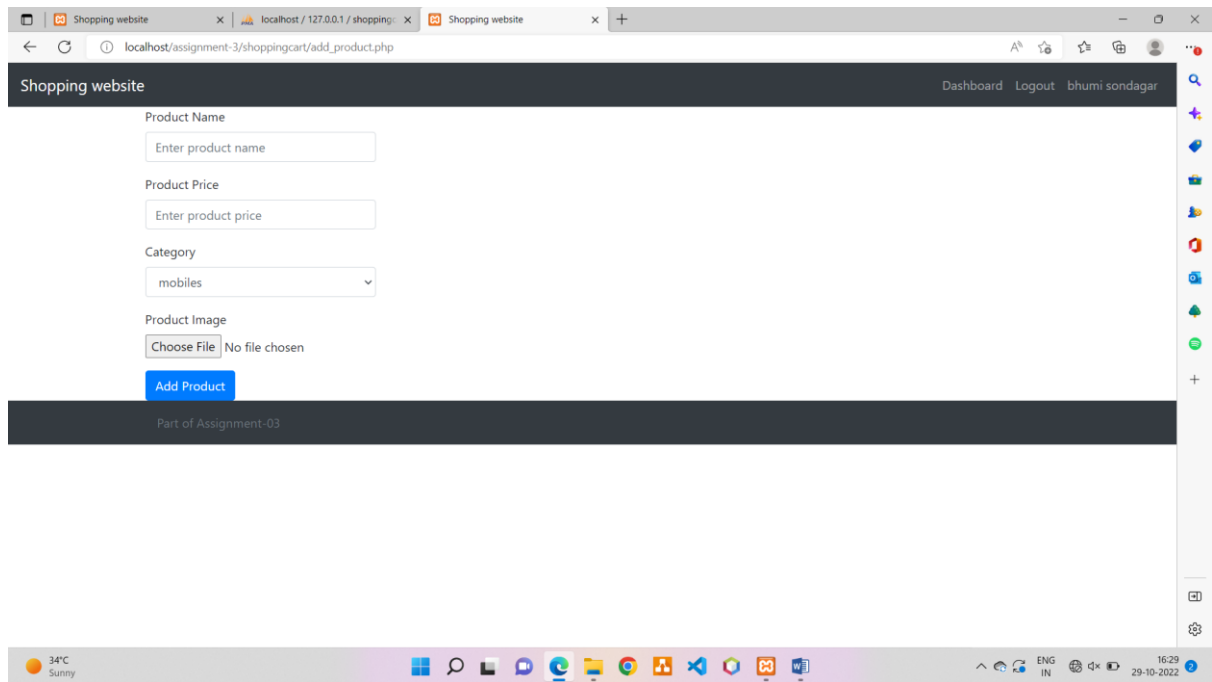 Shopping website
localhost / 127.0.0.1 / shoppingc
Shopping website
localhost/assignment-3/shoppingcart/add_product.php
Shopping website
Dashboard Logout bhumi sondagar
Product Name
Enter product name
Product Price
Enter product price
Category
mobiles
Product Image
Choose File No file chosen
Add Product
Part of Assignment-03
34°C
Sunny
ENG
IN
16:29
29-10-2022
2